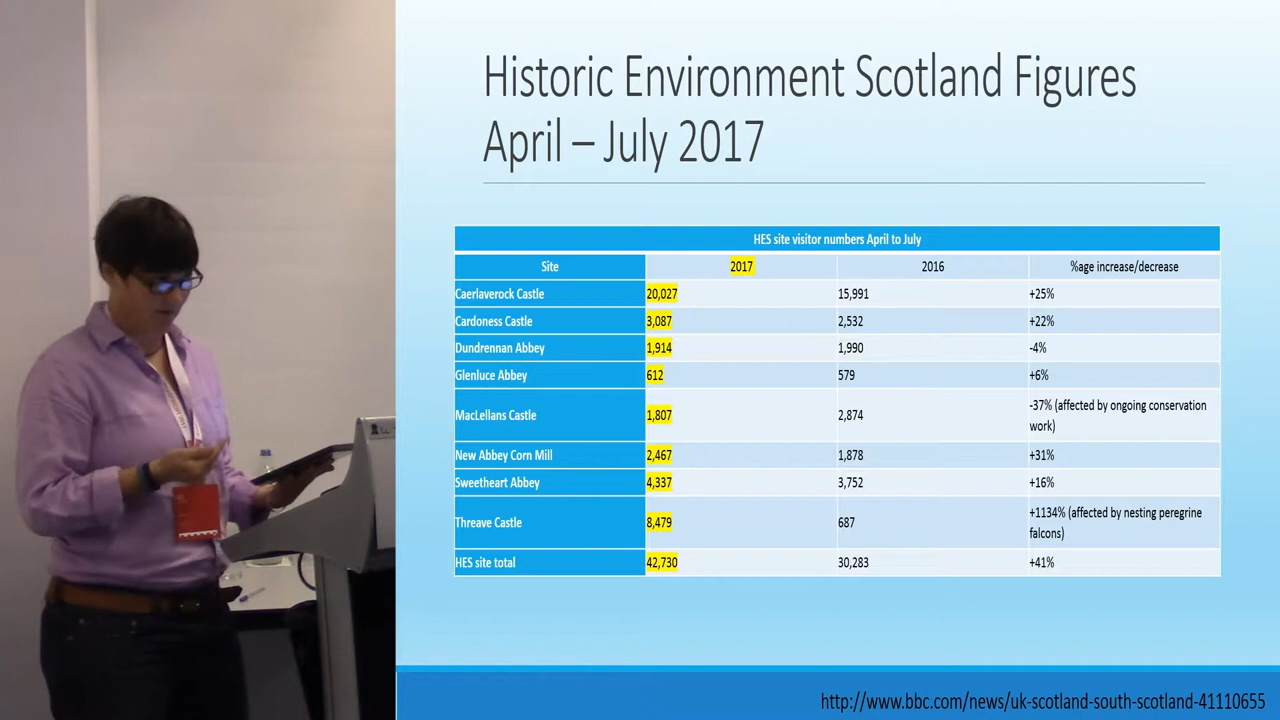 Historic Environment Scotland Figures
April – July 2017
HES site visitor numbers April to July
Site 2017 2016 %age increase/decrease
Caerlaverock Castle 20,027 15,991 +25%
Cardoness Castle 3,087 2,532 +22%
Dundrennan Abbey 1,914 1,990 -4%
Glenluce Abbey 612 579 +6%
MacLellans Castle 1,807 2,874 -37% (affected by ongoing conservation
work)
New Abbey Corn Mill 2,467 1,878 +31%
Sweetheart Abbey 4,337 3,752 +16%
Threave Castle 8,479 687 +1134% (affected by nesting peregrine
falcons)
HES site total 42,730 30,283 +41%
http://www.bbc.com/news/uk-scotland-south-scotland-41110655